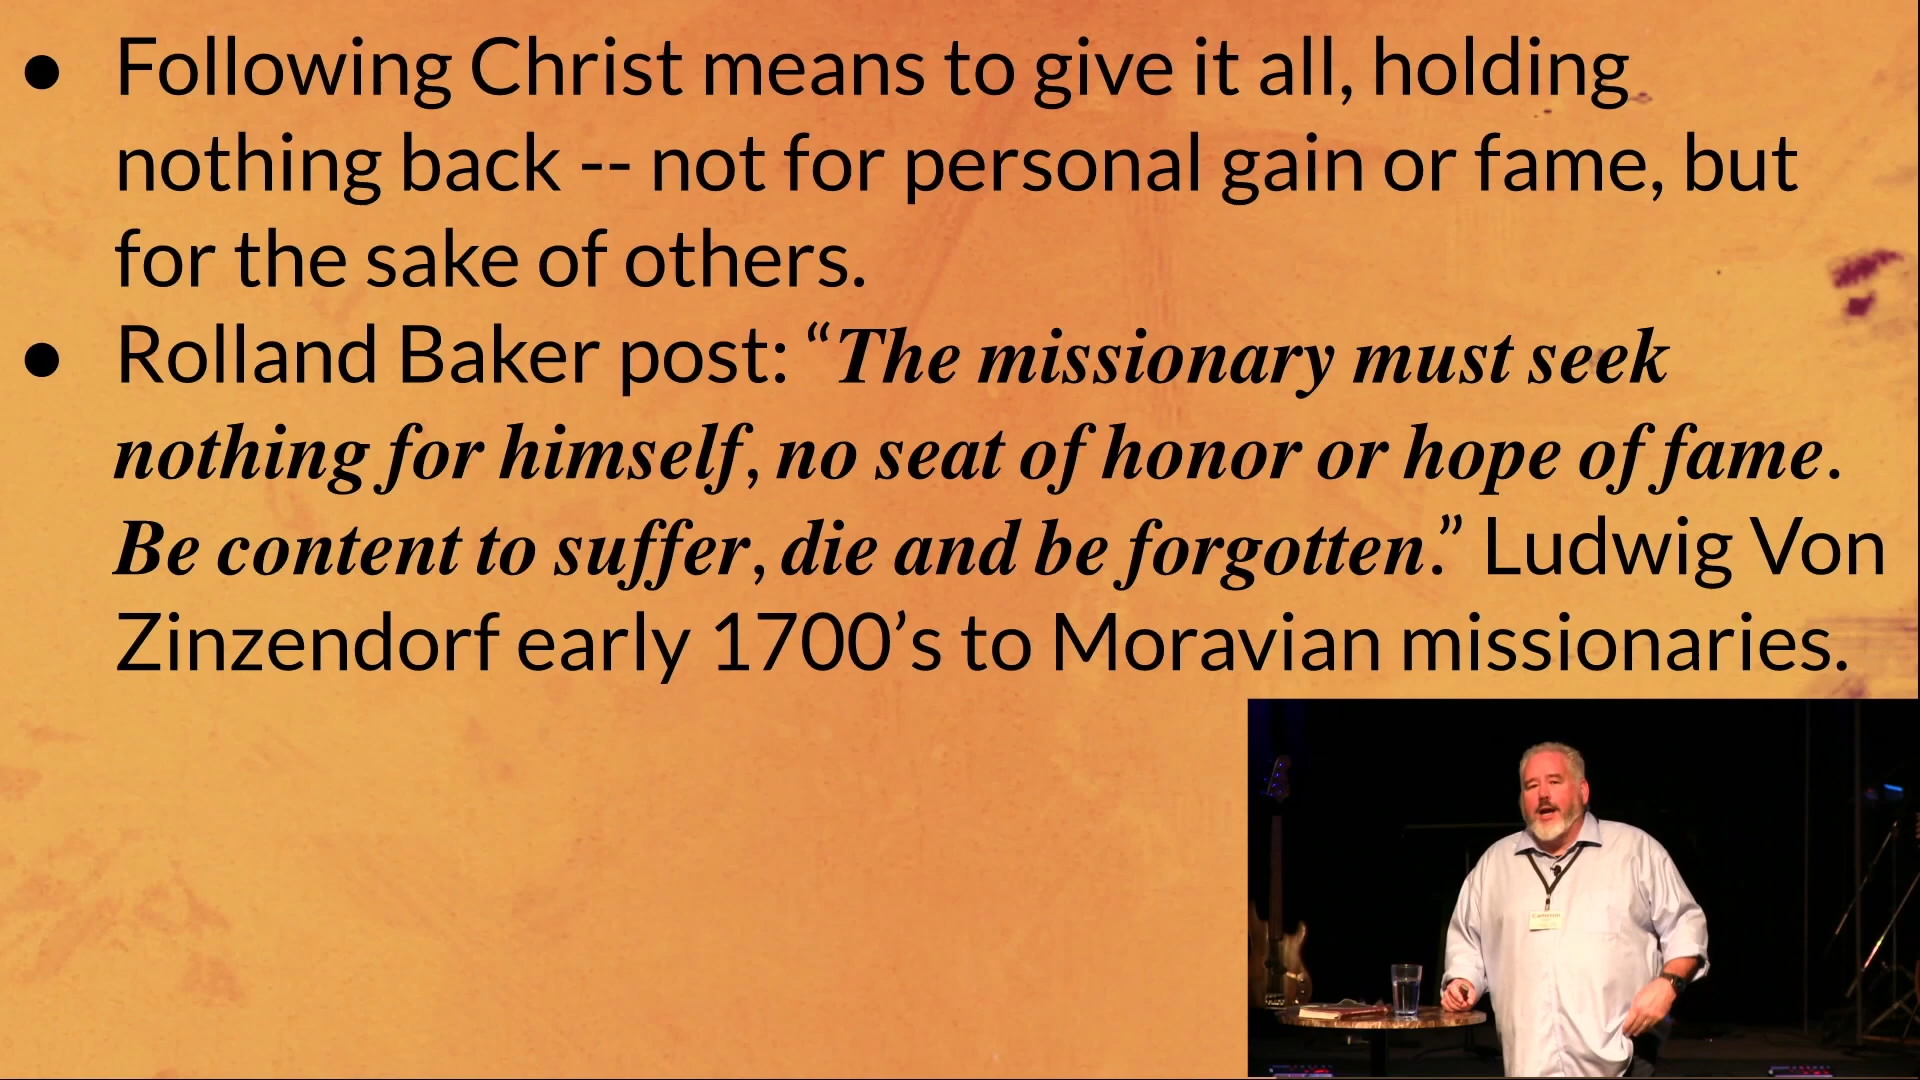 ● Following Christ means to give it all, holding
nothing back -- not for personal gain or fame, but
for the sake of others.
● Rolland Baker post: “The missionary must seek
nothing for himself, no seat of honor or hope of fame.
Be content to suffer, die and be forgotten.” Ludwig Von
Zinzendorf early 1700’s to Moravian missionaries.
Cameron